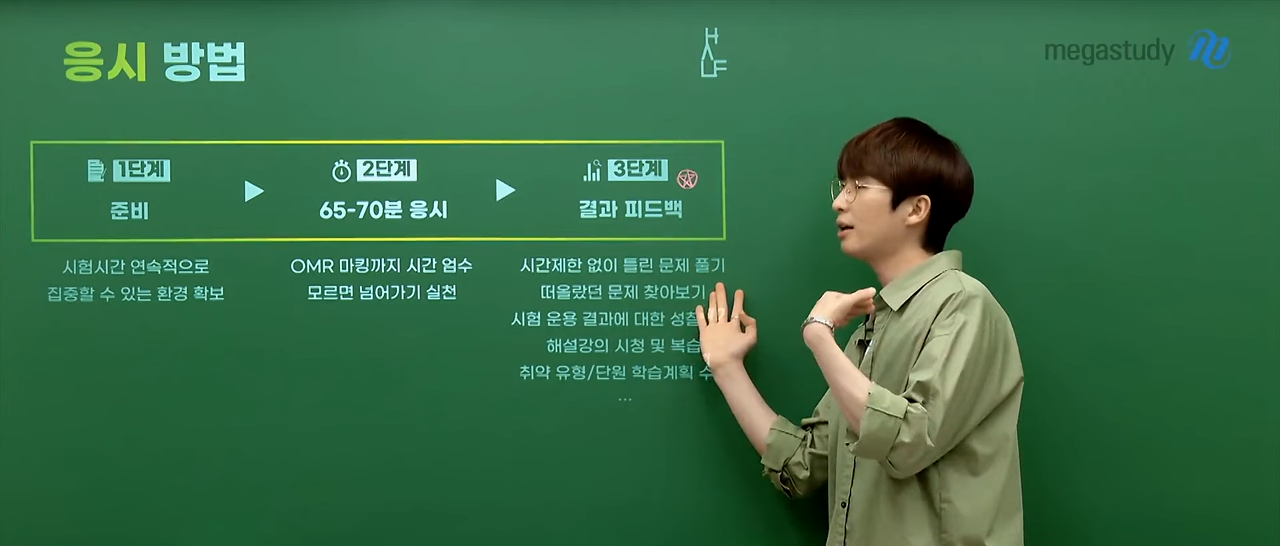 응시 방법
HALF
megastudy
1단계
준비
시험시간 연속적으로
집중할 수 있는 환경 확보
2단계
65-70분 응시
OMR 마킹까지 시간 엄수
모르면 넘어가기 실천
3단계
결과 피드백
시간제한 없이 틀린 문제 풀기
떠올랐던 문제 찾아보기
시험 운용 결과에 대한 성찰
해설강의 시청 및 복습
취약 유형/단원 학습계획 수
...